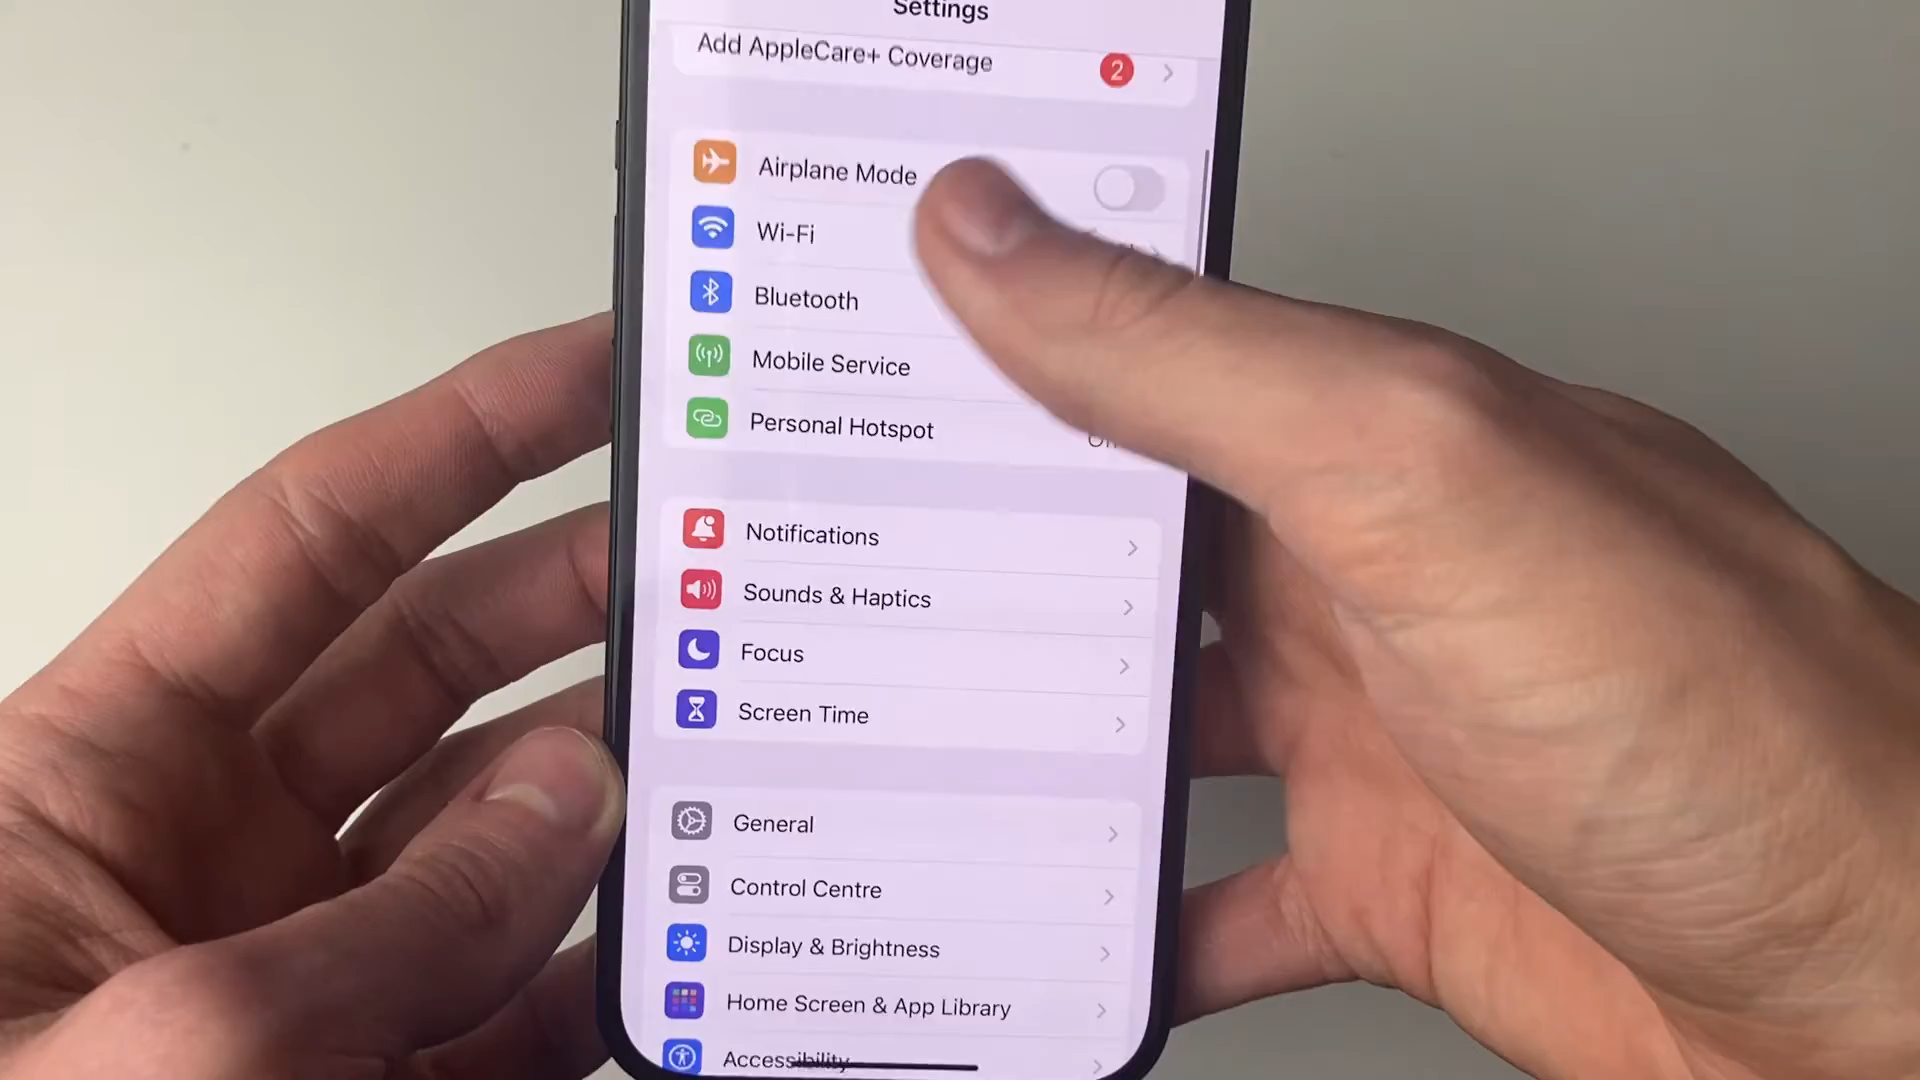 Settings
Add AppleCare+ Coverage 2
Airplane Mode
Wi-Fi
Bluetooth
Mobile Service
Personal Hotspot
Notifications
Sounds & Haptics
Focus
Screen Time
General
Control Centre
Display & Brightness
Home Screen & App Library
Accessibility